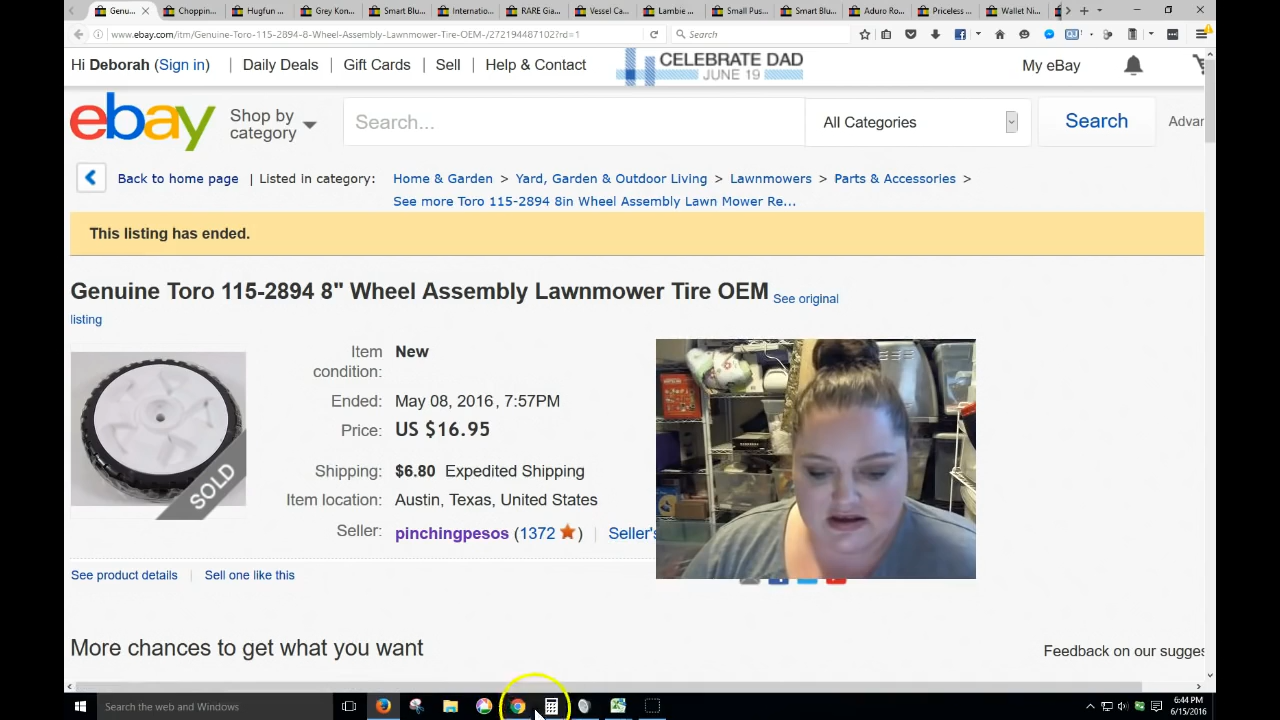 Genu... Choppin Hugfun Grey Kon Smart Blu Internatio RARE Gia Vessel Ca Lambie Small Pus Smart Blu Aduro Ro Priceless Wallet Ni
www.ebay.com/itm/Genuine-Toro-115-2894-8-Wheel-Assembly-Lawnmower-Tire-OEM-/272194487102?rd=1 Search
Hi Deborah (Sign in) | Daily Deals | Gift Cards | Sell | Help & Contact CELEBRATE DAD My eBay
JUNE 19
ebay Shop by category Search... All Categories Search Advan
Back to home page | Listed in category: Home & Garden > Yard, Garden & Outdoor Living > Lawnmowers > Parts & Accessories >
See more Toro 115-2894 8in Wheel Assembly Lawn Mower Re...
This listing has ended.
Genuine Toro 115-2894 8" Wheel Assembly Lawnmower Tire OEM See original
listing
SOLD
Item condition: New
Ended: May 08, 2016 , 7:57PM
Price: US $16.95
Shipping: $6.80 Expedited Shipping
Item location: Austin, Texas, United States
Seller: pinchingpesos (1372 ) | Seller's
See product details | Sell one like this
More chances to get what you want Feedback on our sugges
Search the web and Windows
6:44 PM
6/15/2016